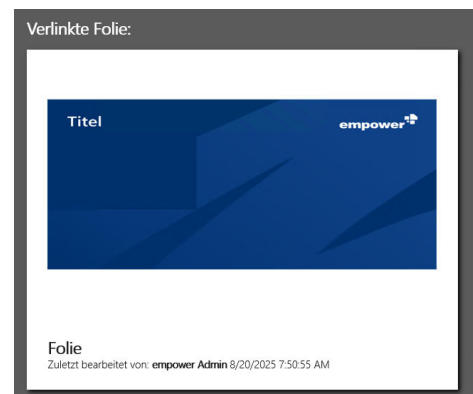 Verlinkte Folie:
Titel
empower
Folie
Zuletzt bearbeitet von: empower Admin 8/20/2025 7:50:55 AM